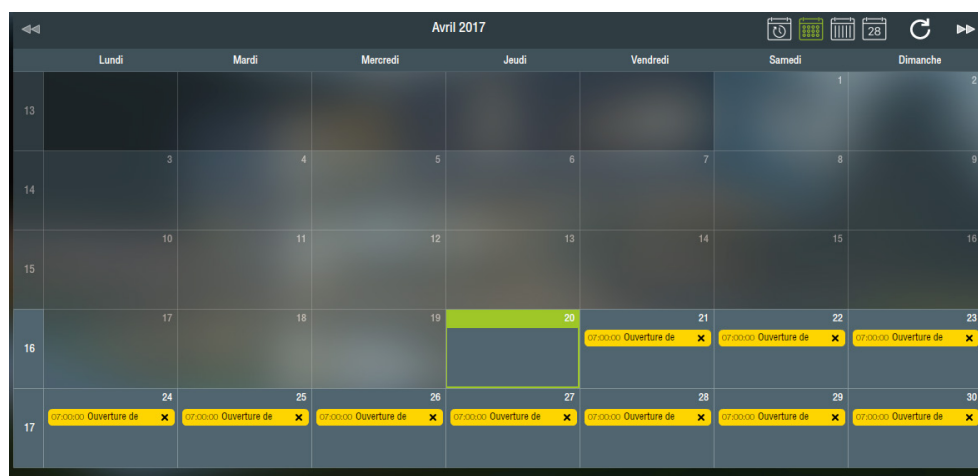 Avril 2017
28
Lundi Mardi Mercredi Jeudi Vendredi Samedi Dimanche
13 1 2
14 3 4 5 6 7 8 9
15 10 11 12 13 14 15 16
16 17 18 19 20 21 22 23
07:00:00 Ouverture de 07:00:00 Ouverture de 07:00:00 Ouverture de
17 24 25 26 27 28 29 30
07:00:00 Ouverture de 07:00:00 Ouverture de 07:00:00 Ouverture de 07:00:00 Ouverture de 07:00:00 Ouverture de 07:00:00 Ouverture de 07:00:00 Ouverture de